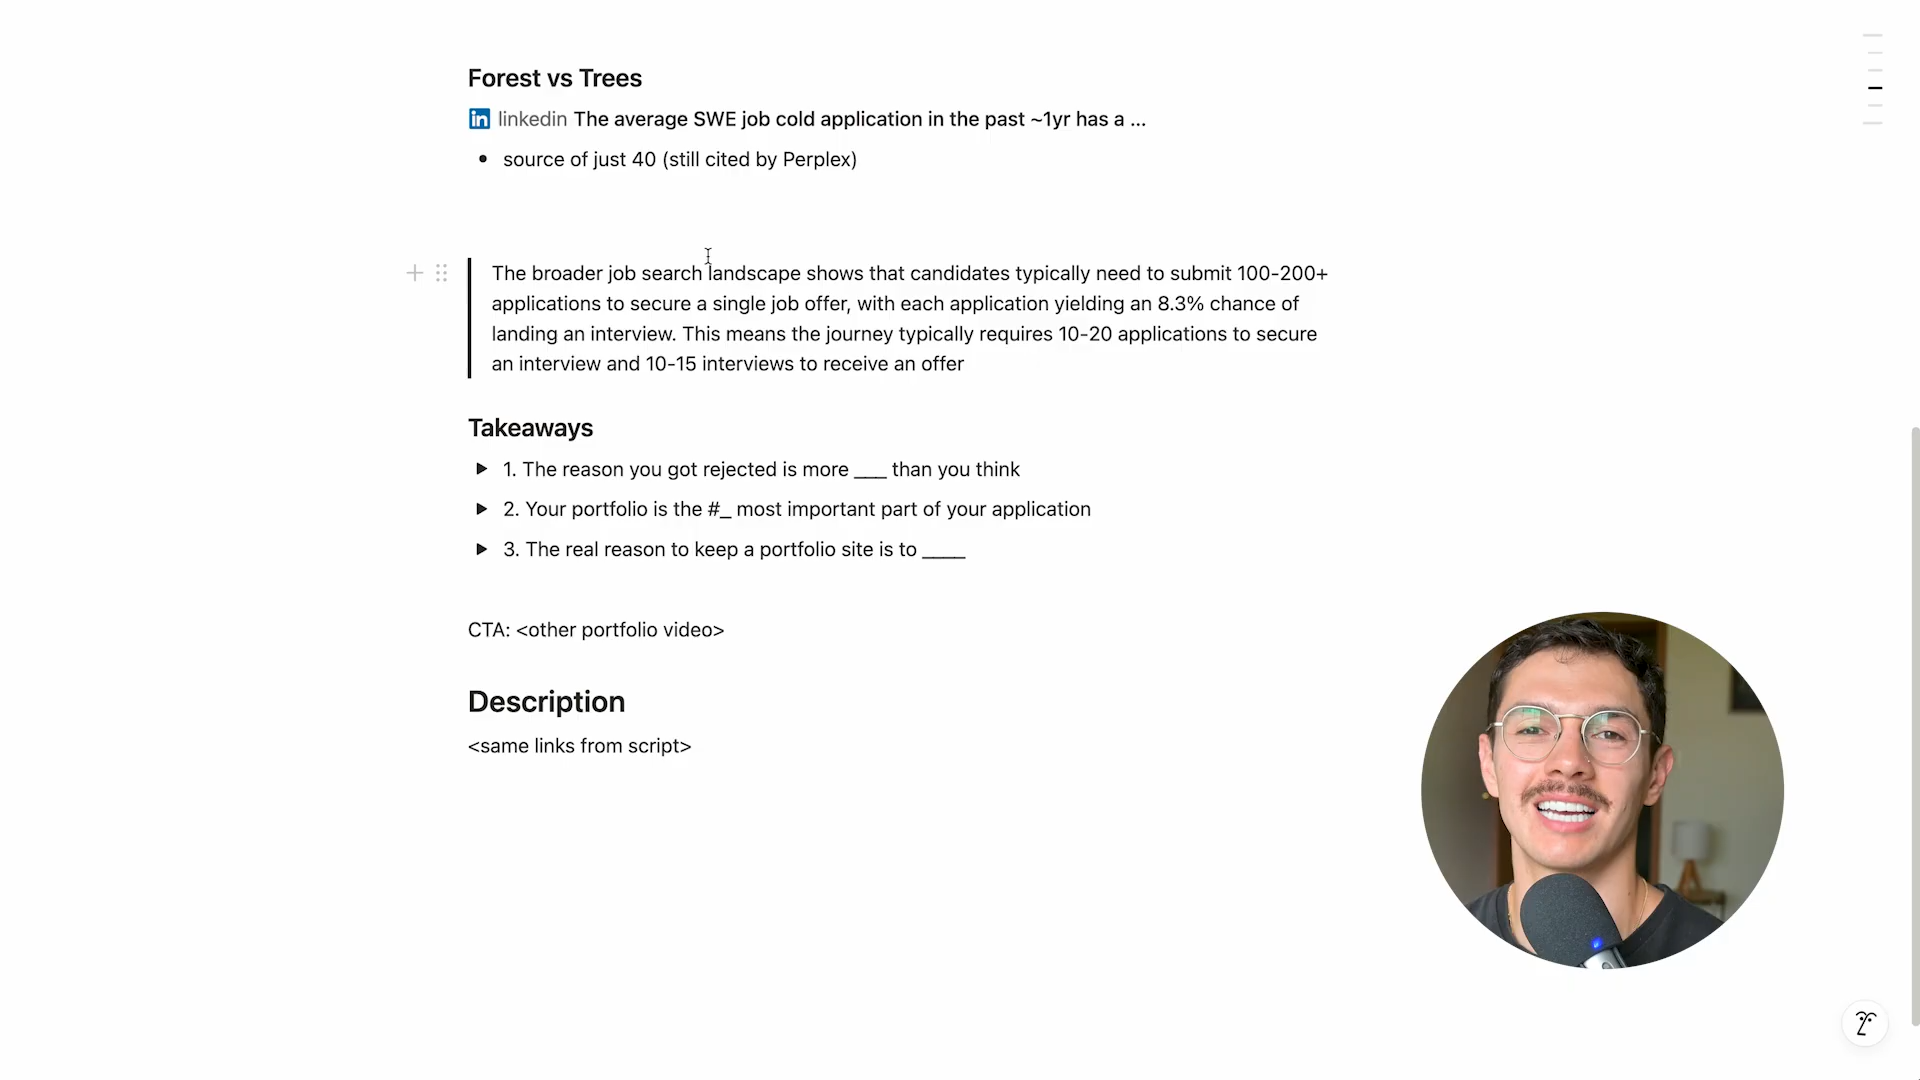 Forest vs Trees
linkedin The average SWE job cold application in the past ~1yr has a ...
• source of just 40 (still cited by Perplex)
The broader job search landscape shows that candidates typically need to submit 100-200+
applications to secure a single job offer, with each application yielding an 8.3% chance of
landing an interview. This means the journey typically requires 10-20 applications to secure
an interview and 10-15 interviews to receive an offer
Takeaways
1. The reason you got rejected is more ___ than you think
2. Your portfolio is the #_ most important part of your application
3. The real reason to keep a portfolio site is to ____
CTA: <other portfolio video>
Description
<same links from script>